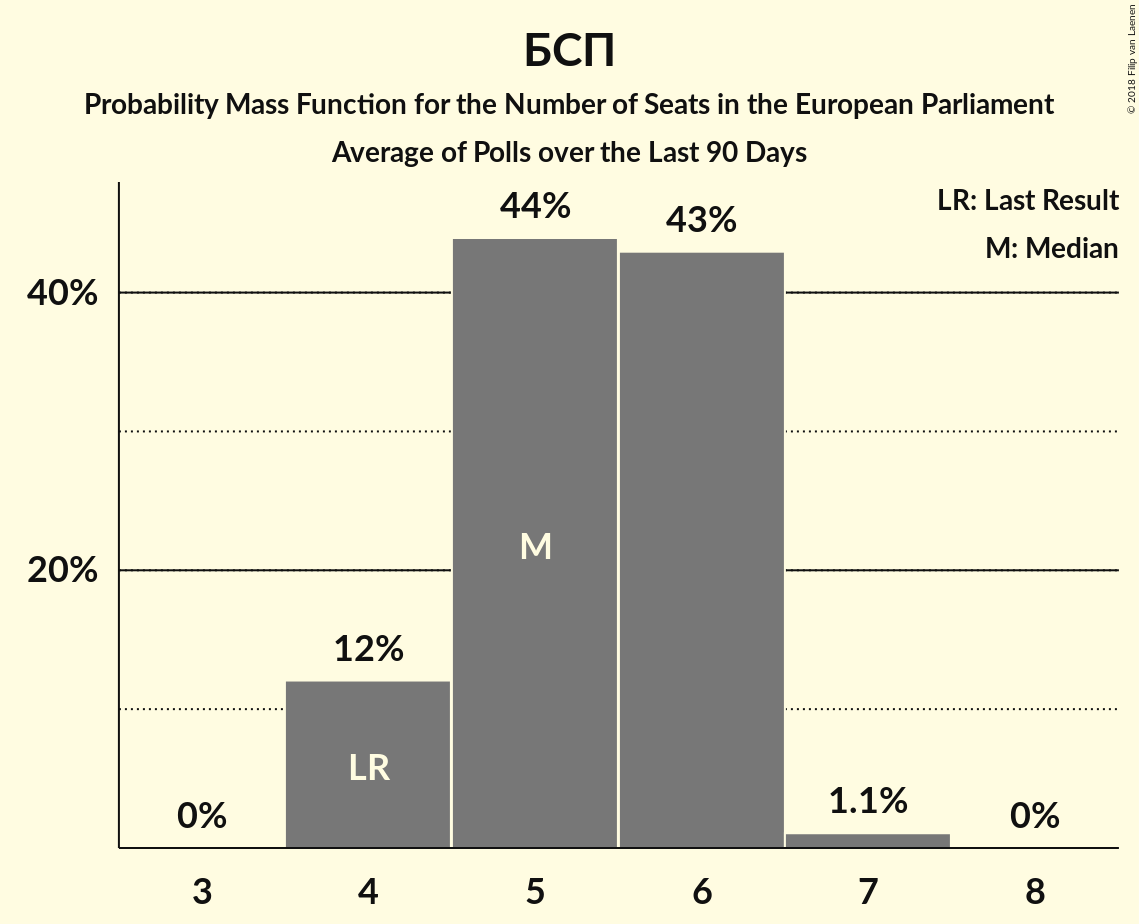 БСП
Probability Mass Function for the Number of Seats in the European Parliament
Average of Polls over the Last 90 Days
© 2018 Filip van Laenen
LR: Last Result
M: Median
44%
43%
40%
M
20%
12%
LR
0%
1.1%
0%
3 4 5 6 7 8